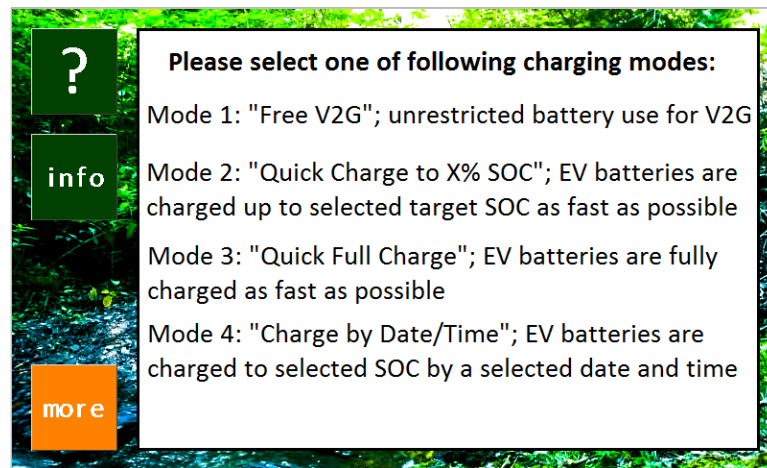 ?
info
more
Please select one of following charging modes:
Mode 1: "Free V2G"; unrestricted battery use for V2G
Mode 2: "Quick Charge to X% SOC"; EV batteries are
charged up to selected target SOC as fast as possible
Mode 3: "Quick Full Charge"; EV batteries are fully
charged as fast as possible
Mode 4: "Charge by Date/Time"; EV batteries are
charged to selected SOC by a selected date and time